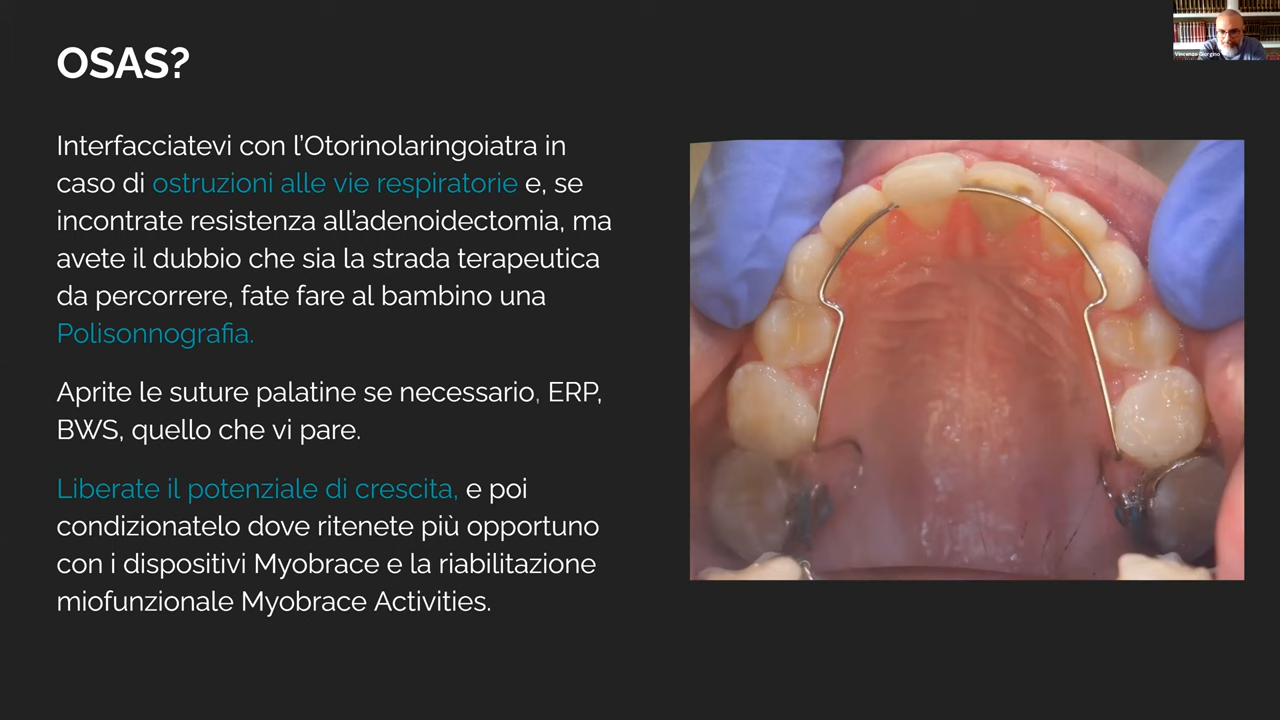 OSAS?
Vincenzo Giorgino
Interfacciatevi con l'Otorinolaringoiatra in
caso di ostruzioni alle vie respiratorie e, se
incontrate resistenza all'adenoidectomia, ma
avete il dubbio che sia la strada terapeutica
da percorrere, fate fare al bambino una
Polisonnografia.
Aprite le suture palatine se necessario, ERP,
BWS, quello che vi pare.
Liberate il potenziale di crescita, e poi
condizionatelo dove ritenete più opportuno
con i dispositivi Myobrace e la riabilitazione
miofunzionale Myobrace Activities.